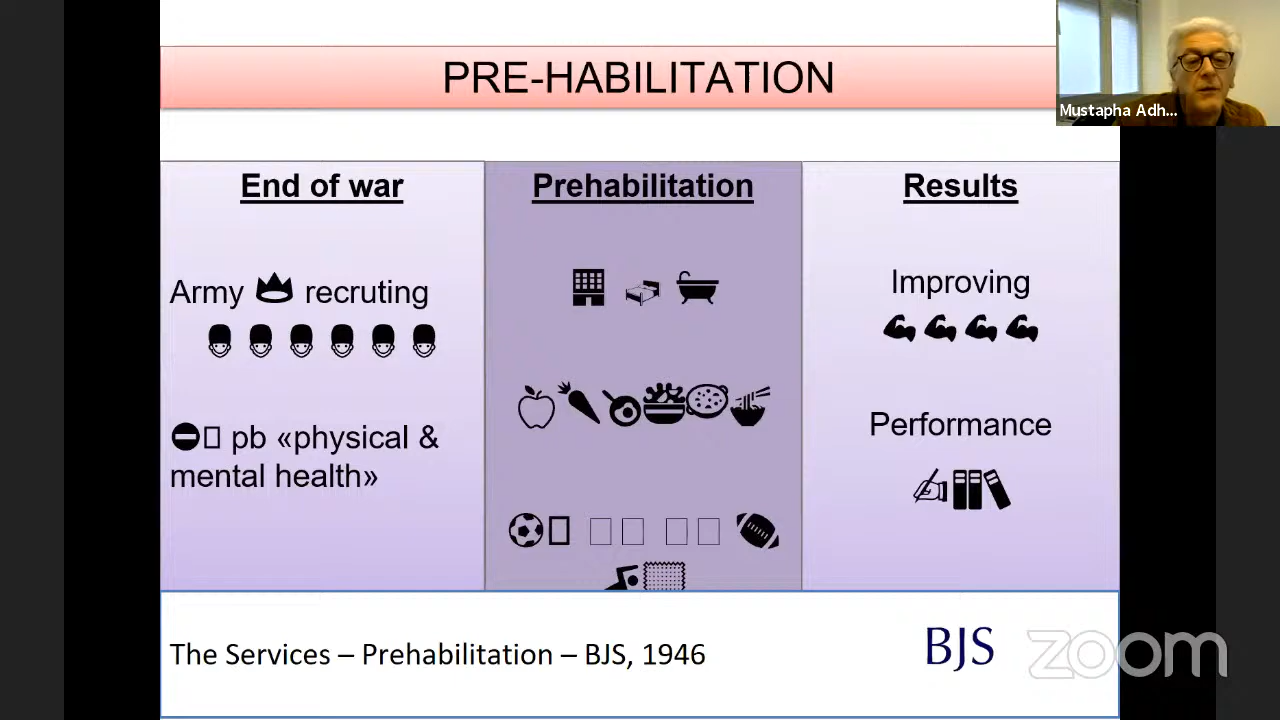 PRE-HABILITATION
Mustapha Adh...
End of war
Army recruting
pb «physical &
mental health»
Prehabilitation
Results
Improving
Performance
The Services – Prehabilitation – BJS, 1946
BJS
zoom